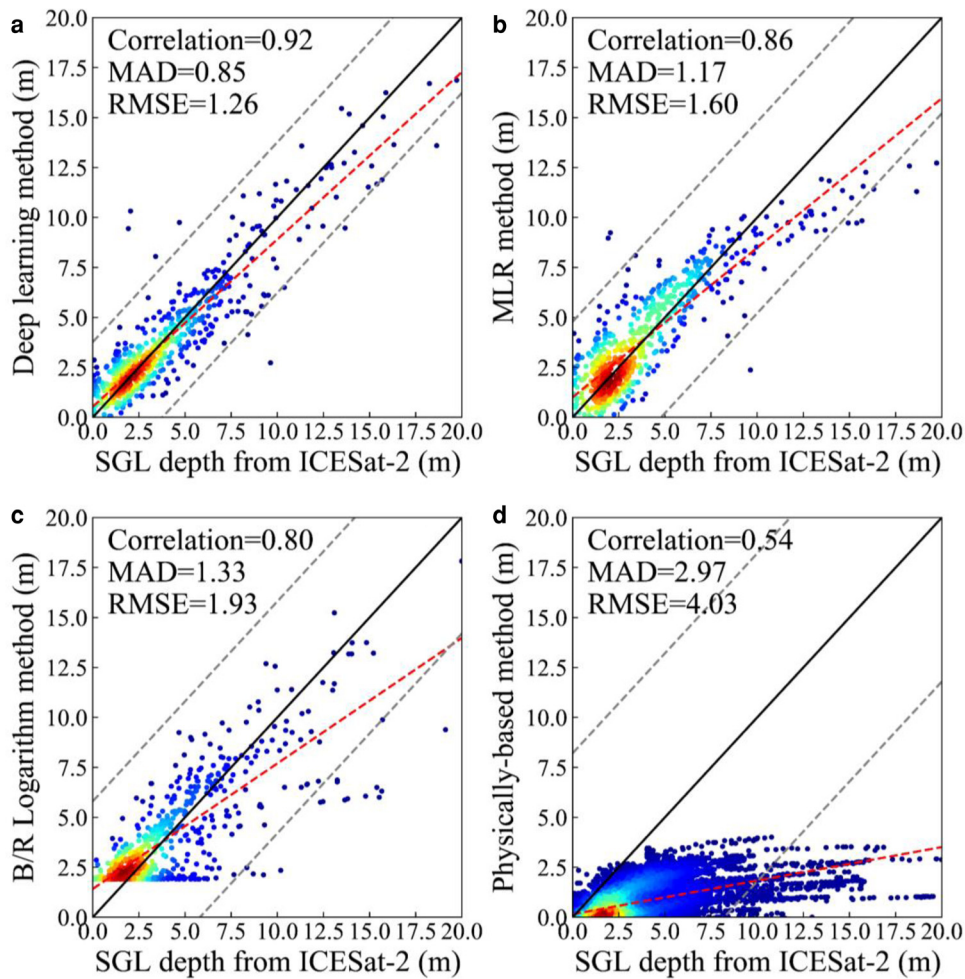 a
Correlation=0.92
MAD=0.85
RMSE=1.26
Deep learning method (m)
20.0
17.5
15.0
12.5
10.0
7.5
5.0
2.5
0.0
0.0 2.5 5.0 7.5 10.0 12.5 15.0 17.5 20.0
SGL depth from ICESat-2 (m)
b
Correlation=0.86
MAD=1.17
RMSE=1.60
MLR method (m)
20.0
17.5
15.0
12.5
10.0
7.5
5.0
2.5
0.0
0.0 2.5 5.0 7.5 10.0 12.5 15.0 17.5 20.0
SGL depth from ICESat-2 (m)
c
Correlation=0.80
MAD=1.33
RMSE=1.93
B/R Logarithm method (m)
20.0
17.5
15.0
12.5
10.0
7.5
5.0
2.5
0.0
0.0 2.5 5.0 7.5 10.0 12.5 15.0 17.5 20.0
SGL depth from ICESat-2 (m)
d
Correlation=0.54
MAD=2.97
RMSE=4.03
Physically-based method (m)
20.0
17.5
15.0
12.5
10.0
7.5
5.0
2.5
0.0
0.0 2.5 5.0 7.5 10.0 12.5 15.0 17.5 20.0
SGL depth from ICESat-2 (m)